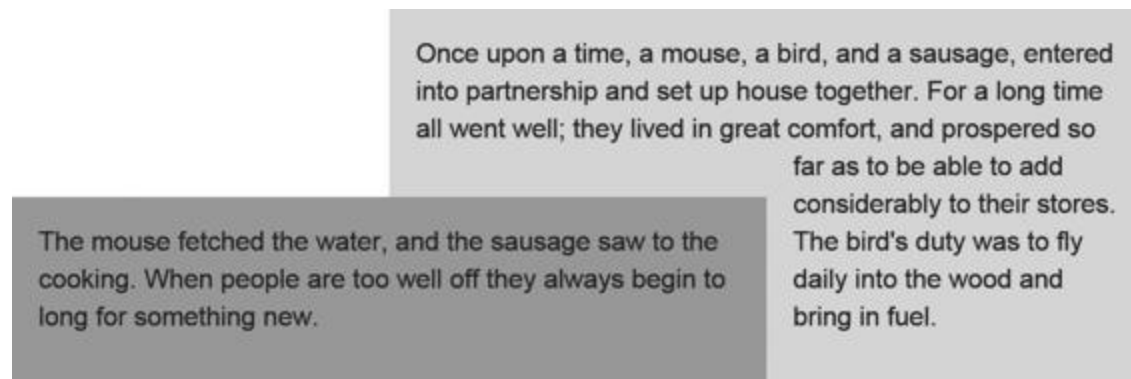 Once upon a time, a mouse, a bird, and a sausage, entered
into partnership and set up house together. For a long time
all went well; they lived in great comfort, and prospered so
far as to be able to add
considerably to their stores.
The bird's duty was to fly
daily into the wood and
bring in fuel.
The mouse fetched the water, and the sausage saw to the
cooking. When people are too well off they always begin to
long for something new.